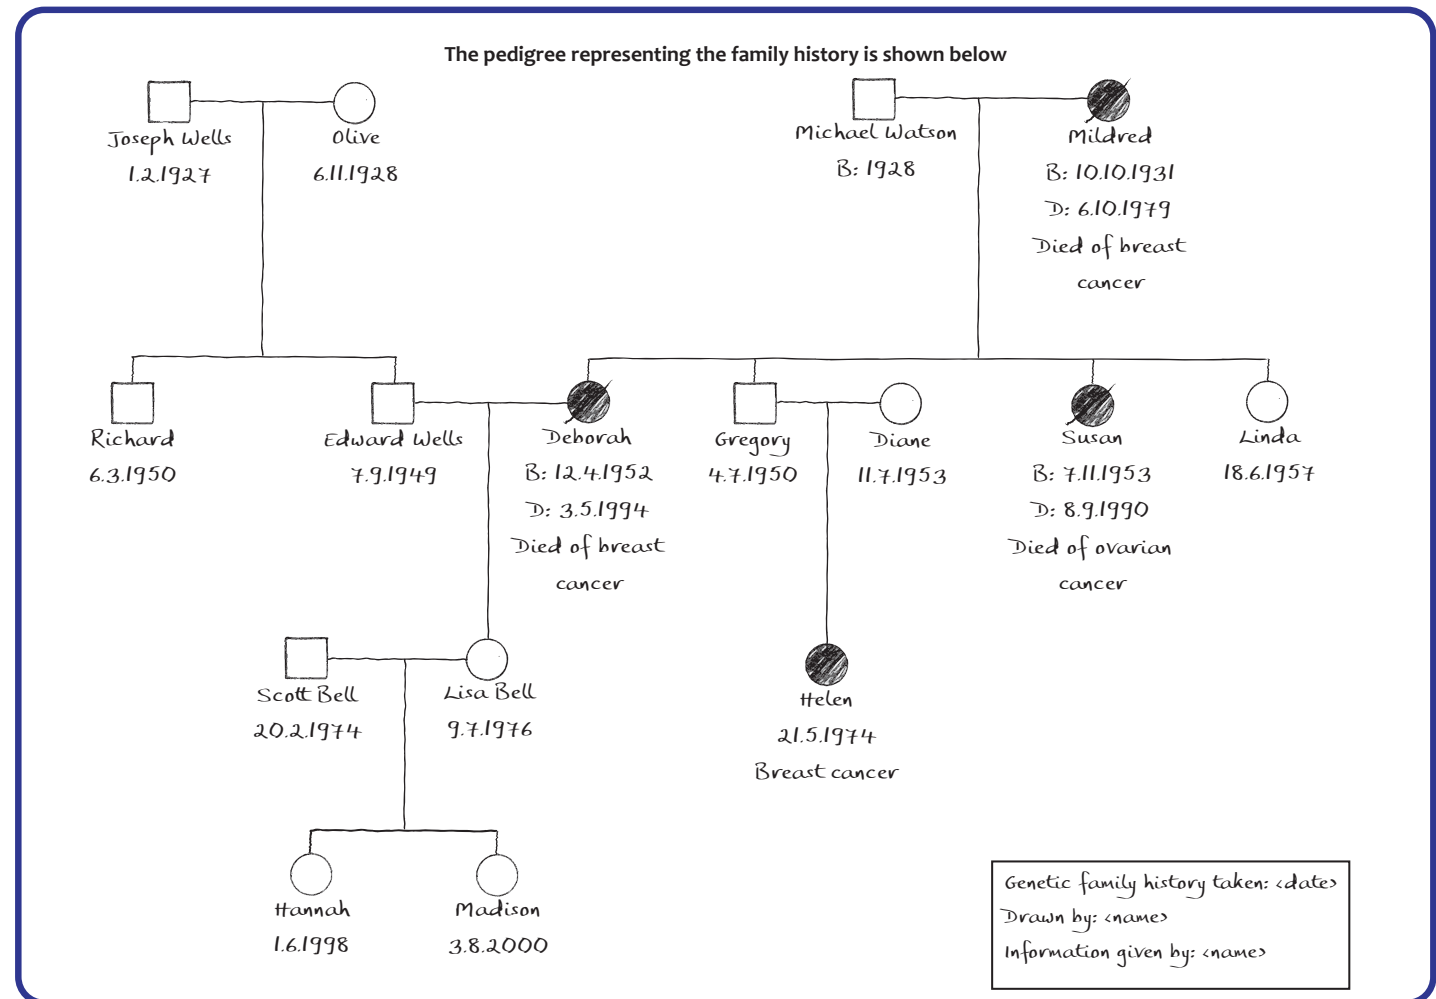 The pedigree representing the family history is shown below
Joseph Wells
1.2.1927
Olive
6.11.1928
Michael Watson
B: 1928
Mildred
B: 10.10.1931
D: 6.10.1979
Died of breast
cancer
Richard
6.3.1950
Edward Wells
7.9.1949
Deborah
B: 12.4.1952
D: 3.5.1994
Died of breast
cancer
Gregory
4.7.1950
Diane
11.7.1953
Susan
B: 7.11.1953
D: 8.9.1990
Died of ovarian
cancer
Linda
18.6.1957
Scott Bell
20.2.1974
Lisa Bell
9.7.1976
Helen
21.5.1974
Breast cancer
Hannah
1.6.1998
Madison
3.8.2000
Genetic family history taken: <date>
Drawn by: <name>
Information given by: <name>